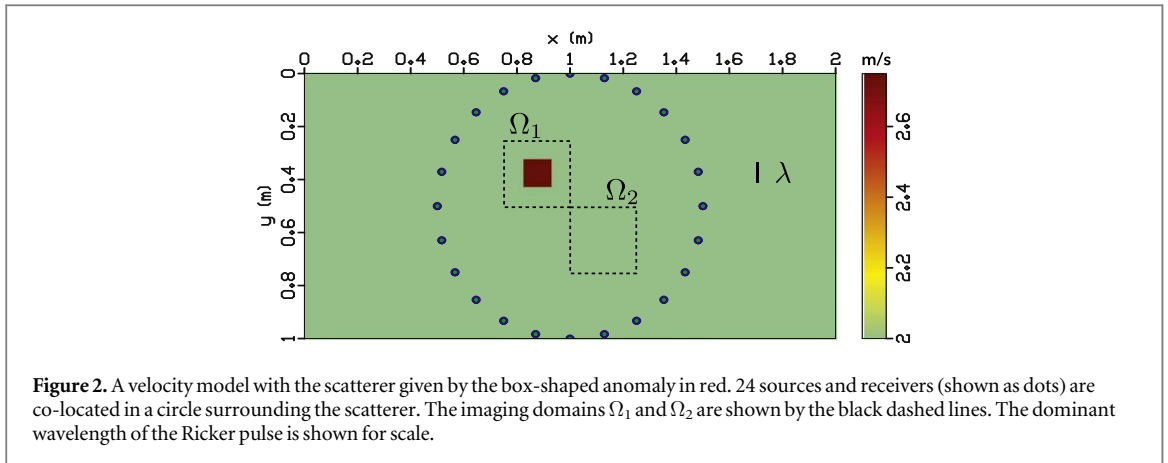 x (m)
0 0.2 0.4 0.6 0.8 1 1.2 1.4 1.6 1.8 2
m/s
y (m)
0
0.2
0.4
0.6
0.8
1
Ω₁
Ω₂
λ
2.6
2.4
2.2
2
Figure 2. A velocity model with the scatterer given by the box-shaped anomaly in red. 24 sources and receivers (shown as dots) are
co-located in a circle surrounding the scatterer. The imaging domains Ω₁ and Ω₂ are shown by the black dashed lines. The dominant
wavelength of the Ricker pulse is shown for scale.